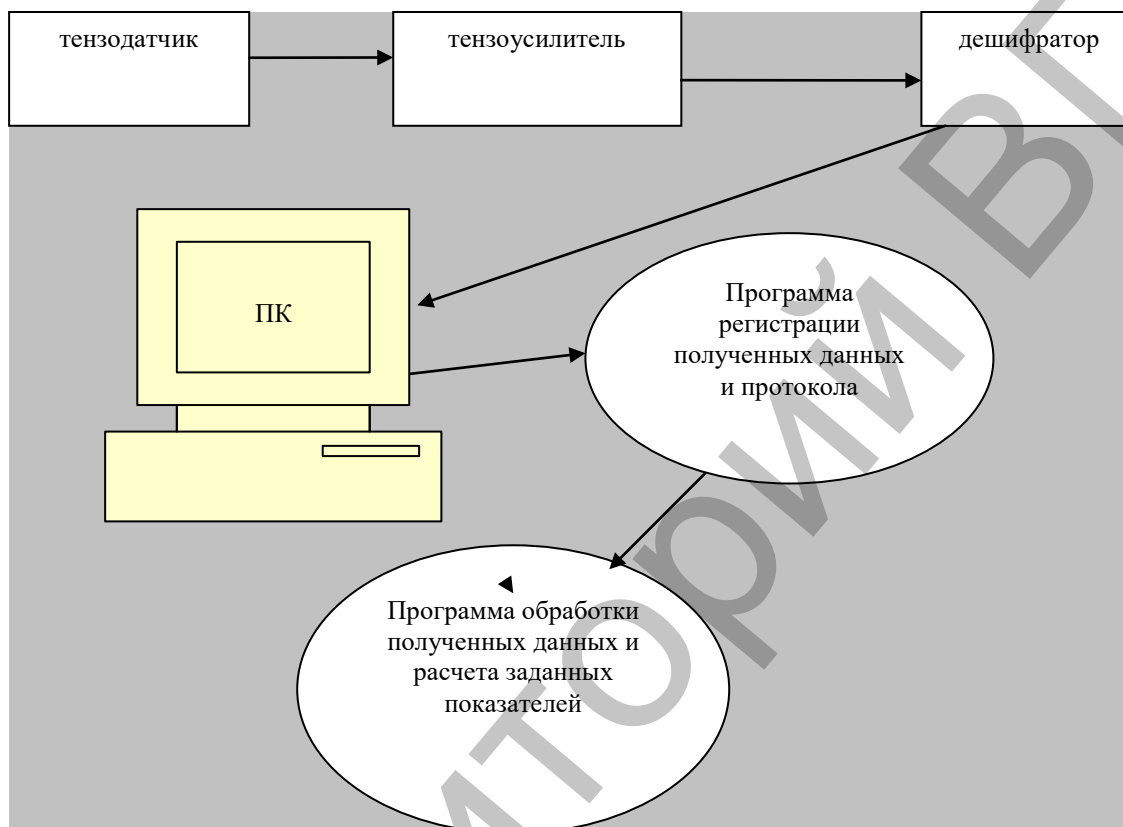 тензодатчик
тензоусилитель
дешифратор
ПК
Программа
регистрации
полученных данных
и протокола
Программа обработки
полученных данных и
расчета заданных
показателей